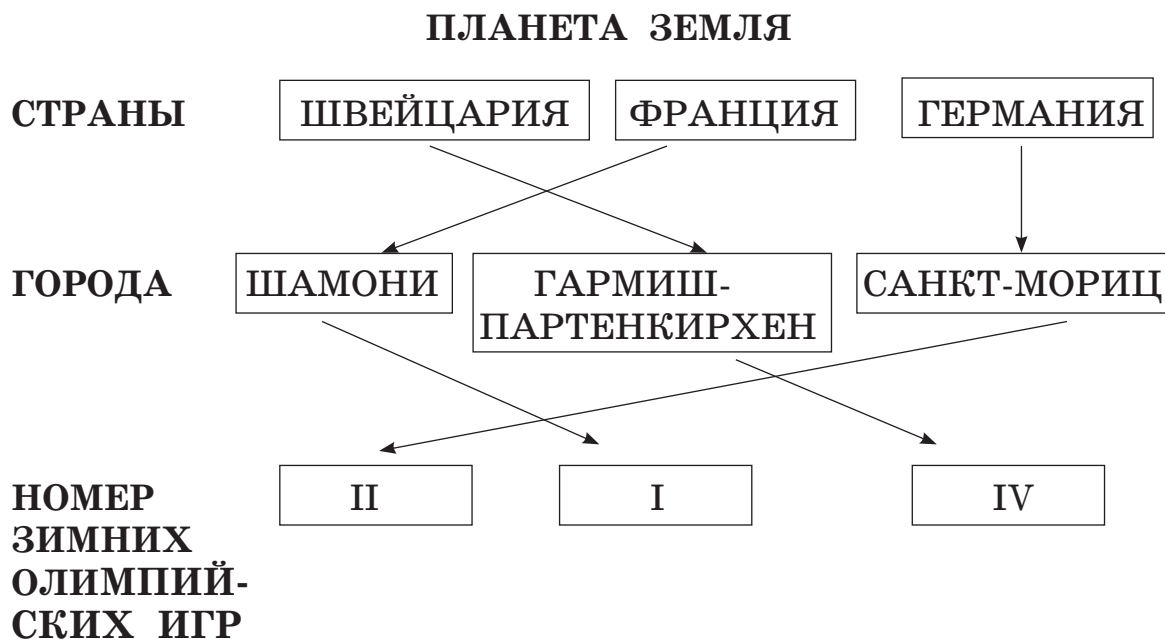 ПЛАНЕТА ЗЕМЛЯ
СТРАНЫ ШВЕЙЦАРИЯ ФРАНЦИЯ ГЕРМАНИЯ
ГОРОДА ШАМОНИ ГАРМИШ- САНКТ-МОРИЦ
ПАРТЕНКИРХЕН
НОМЕР II I IV
ЗИМНИХ
ОЛИМПИЙ-
СКИХ ИГР